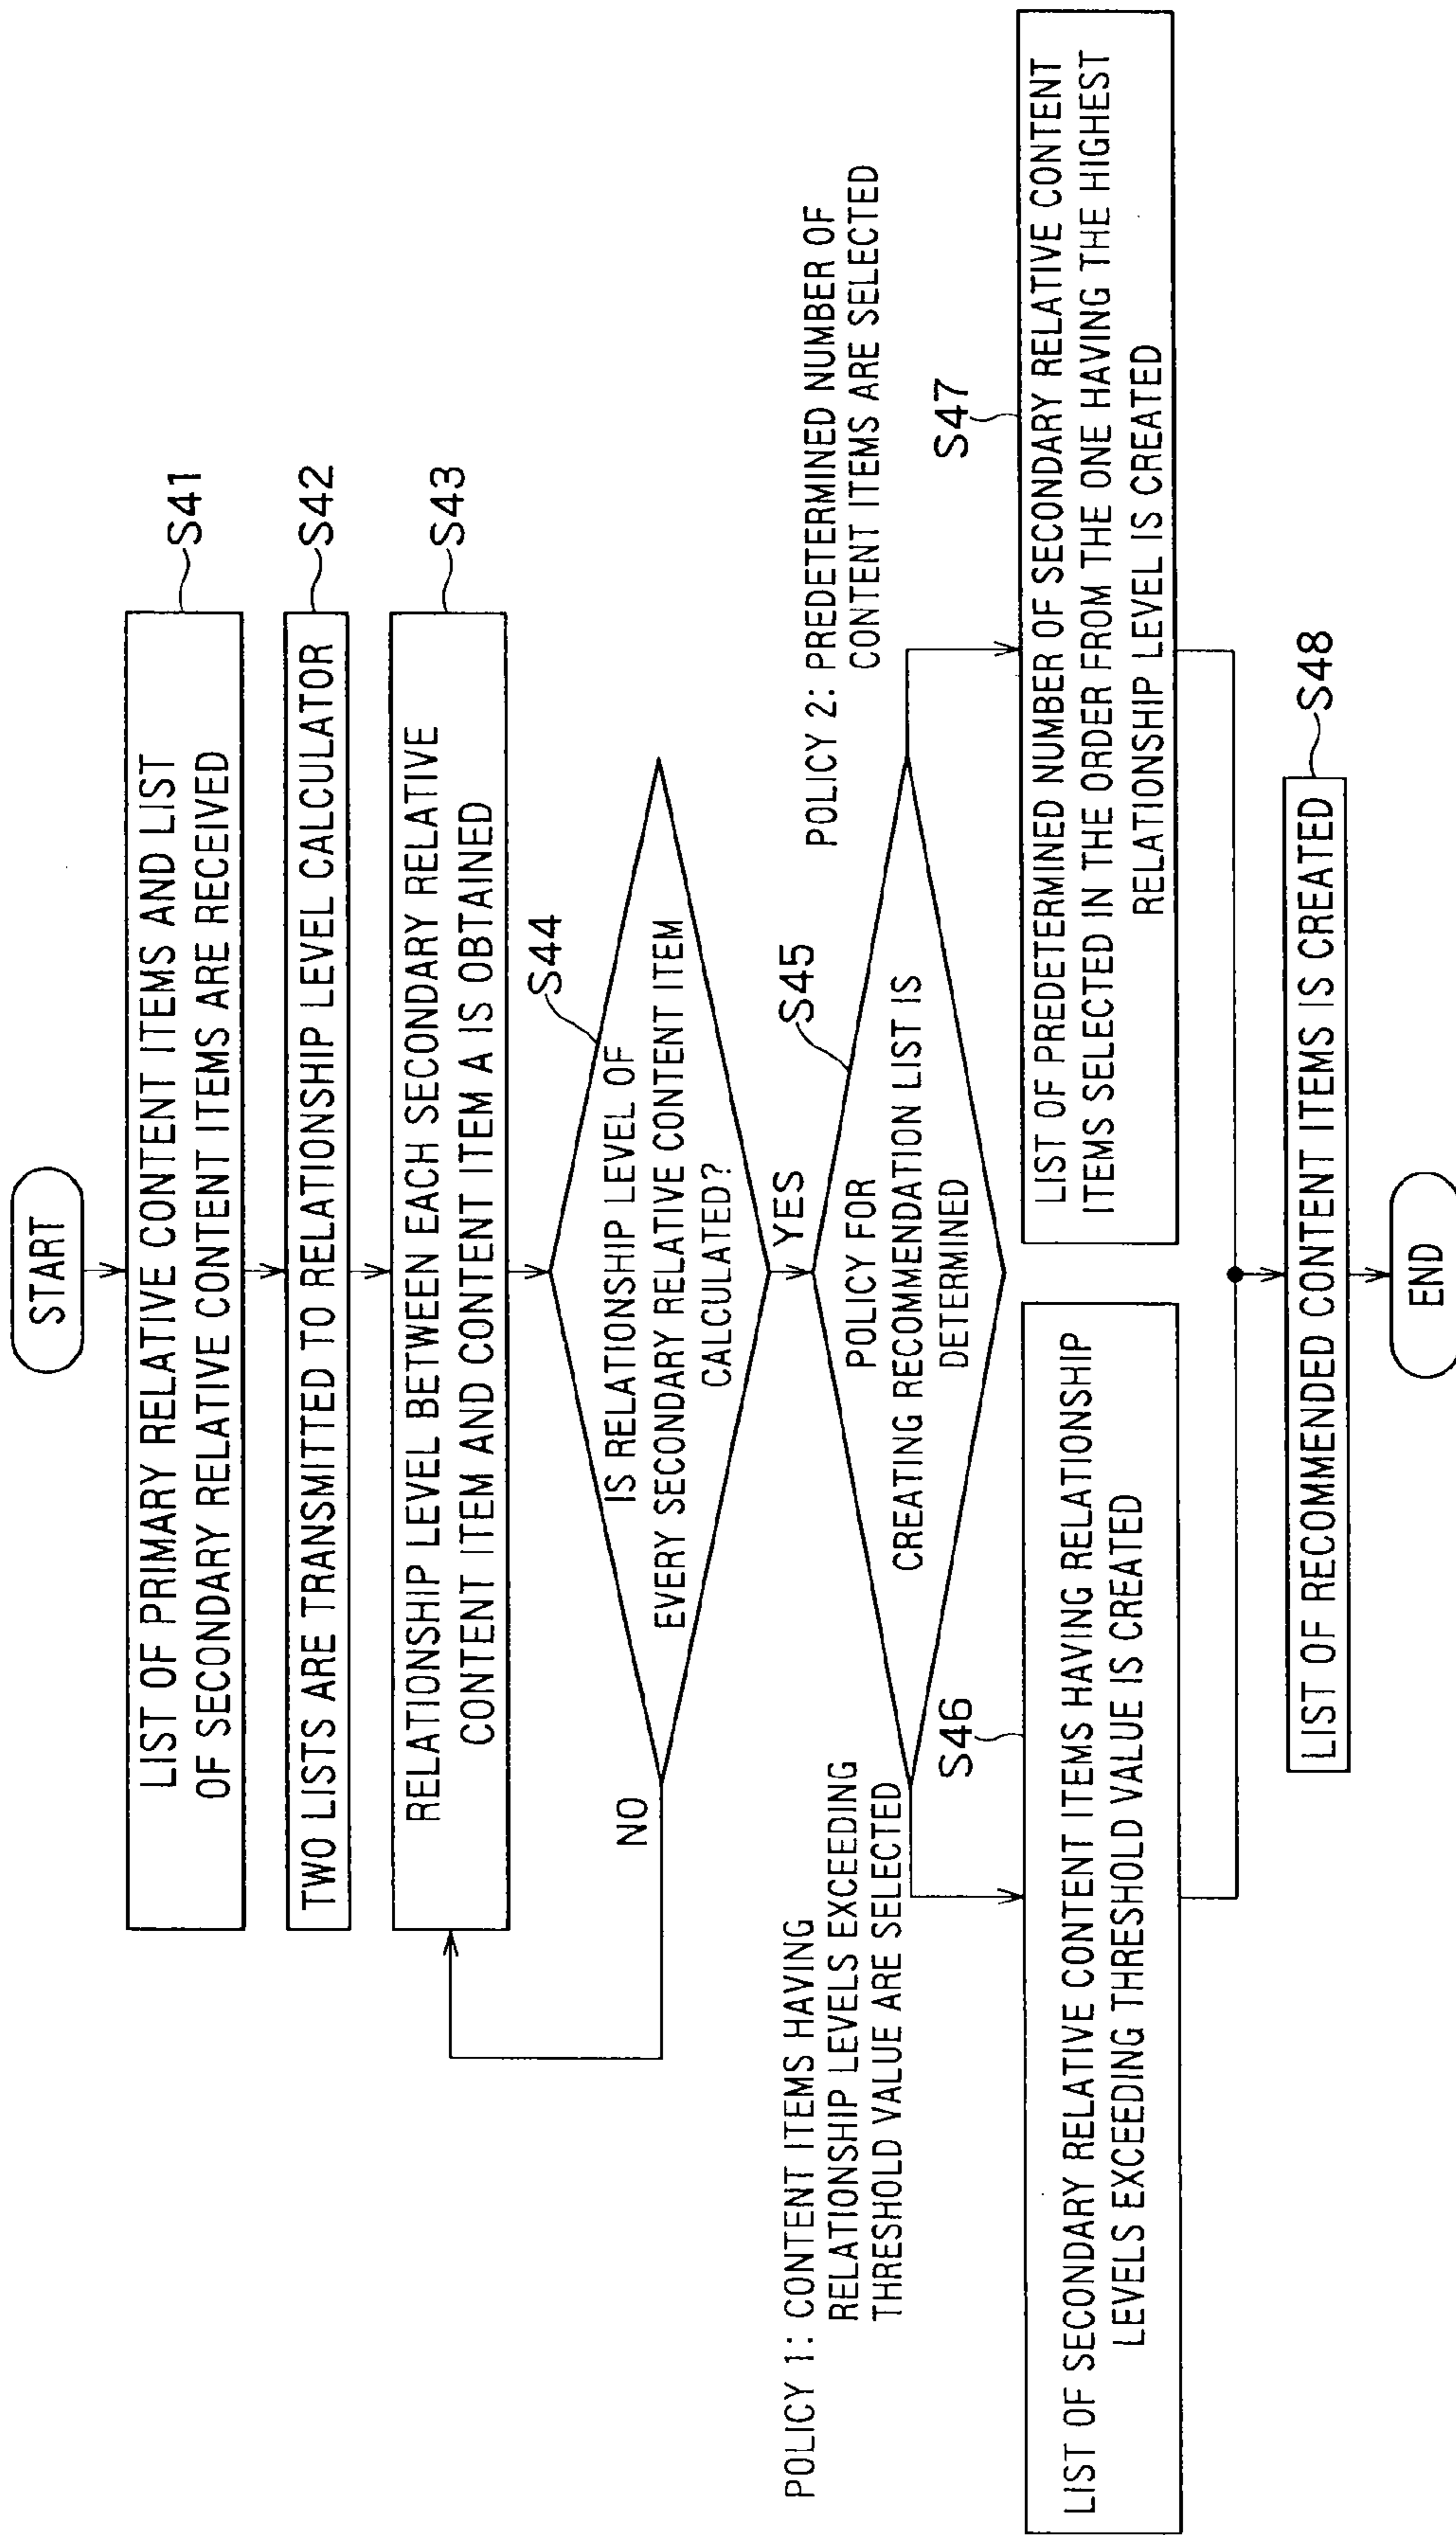 START
LIST OF PRIMARY RELATIVE CONTENT ITEMS AND LIST
OF SECONDARY RELATIVE CONTENT ITEMS ARE RECEIVED
S41
TWO LISTS ARE TRANSMITTED TO RELATIONSHIP LEVEL CALCULATOR
S42
RELATIONSHIP LEVEL BETWEEN EACH SECONDARY RELATIVE
CONTENT ITEM AND CONTENT ITEM A IS OBTAINED
S43
S44
IS RELATIONSHIP LEVEL OF
EVERY SECONDARY RELATIVE CONTENT ITEM
CALCULATED?
NO
YES
S45
POLICY FOR
CREATING RECOMMENDATION LIST IS
DETERMINED
POLICY 1: CONTENT ITEMS HAVING
RELATIONSHIP LEVELS EXCEEDING
THRESHOLD VALUE ARE SELECTED
POLICY 2: PREDETERMINED NUMBER OF
CONTENT ITEMS ARE SELECTED
S46
LIST OF SECONDARY RELATIVE CONTENT ITEMS HAVING RELATIONSHIP
LEVELS EXCEEDING THRESHOLD VALUE IS CREATED
S47
LIST OF PREDETERMINED NUMBER OF SECONDARY RELATIVE CONTENT
ITEMS SELECTED IN THE ORDER FROM THE ONE HAVING THE HIGHEST
RELATIONSHIP LEVEL IS CREATED
LIST OF RECOMMENDED CONTENT ITEMS IS CREATED
S48
END